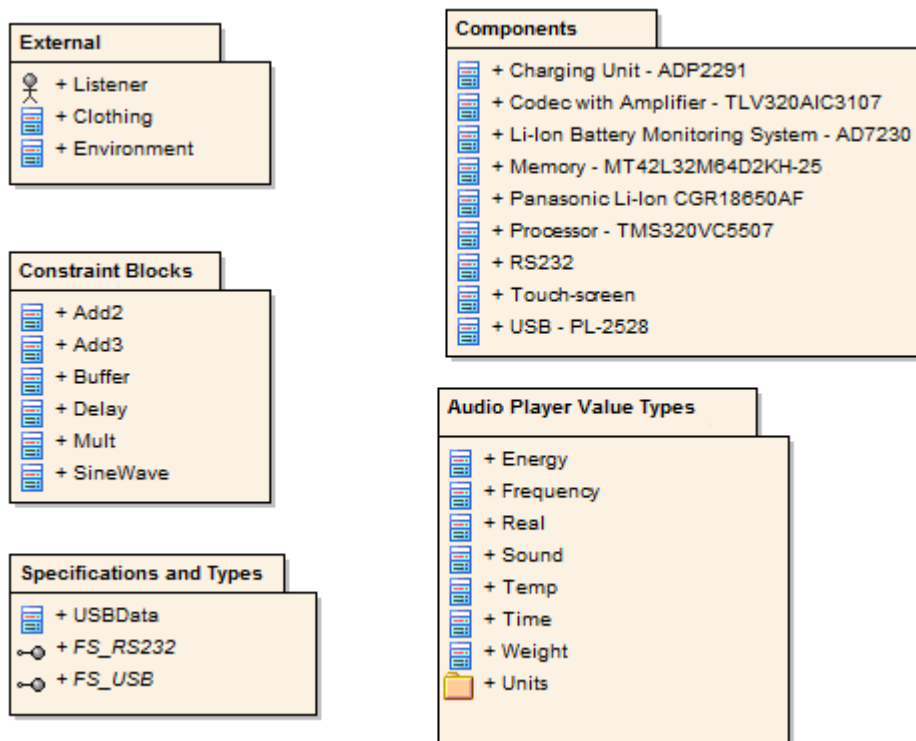 External
+ Listener
+ Clothing
+ Environment
Constraint Blocks
+ Add2
+ Add3
+ Buffer
+ Delay
+ Mult
+ SineWave
Specifications and Types
+ USBData
+ FS_RS232
+ FS_USB
Components
+ Charging Unit - ADP2291
+ Codec with Amplifier - TLV320AIC3107
+ Li-Ion Battery Monitoring System - AD7230
+ Memory - MT42L32M64D2KH-25
+ Panasonic Li-Ion CGR18650AF
+ Processor - TMS320VC5507
+ RS232
+ Touch-screen
+ USB - PL-2528
Audio Player Value Types
+ Energy
+ Frequency
+ Real
+ Sound
+ Temp
+ Time
+ Weight
+ Units